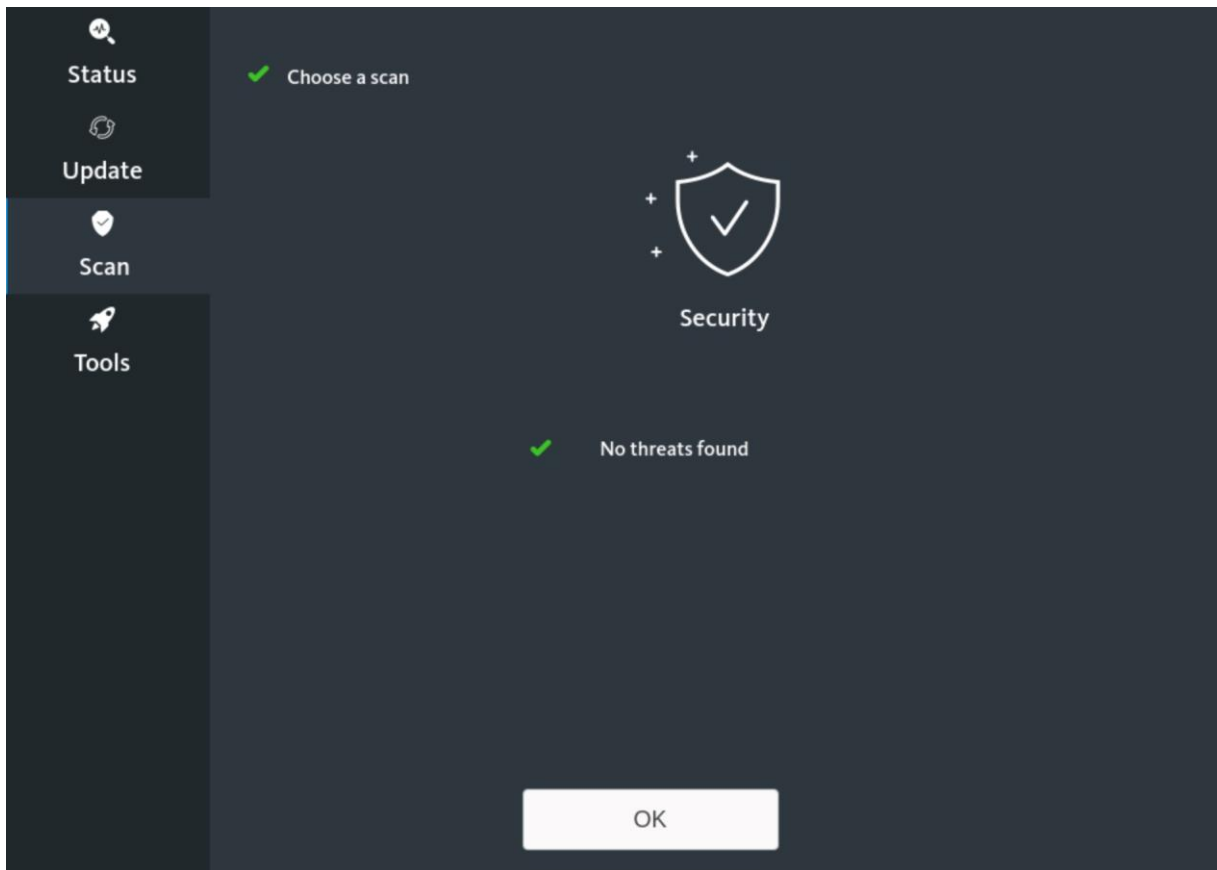 Status
Update
Scan
Tools
Choose a scan
Security
No threats found
OK